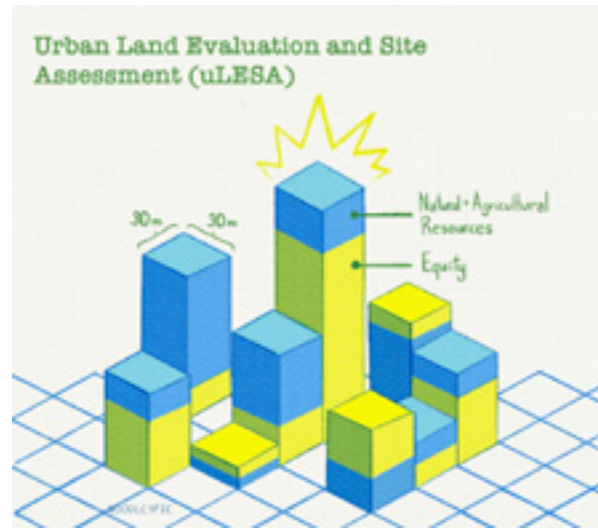 Urban Land Evaluation and Site
Assessment (uLESA)
30m 30m
Natural + Agricultural
Resources
Equity